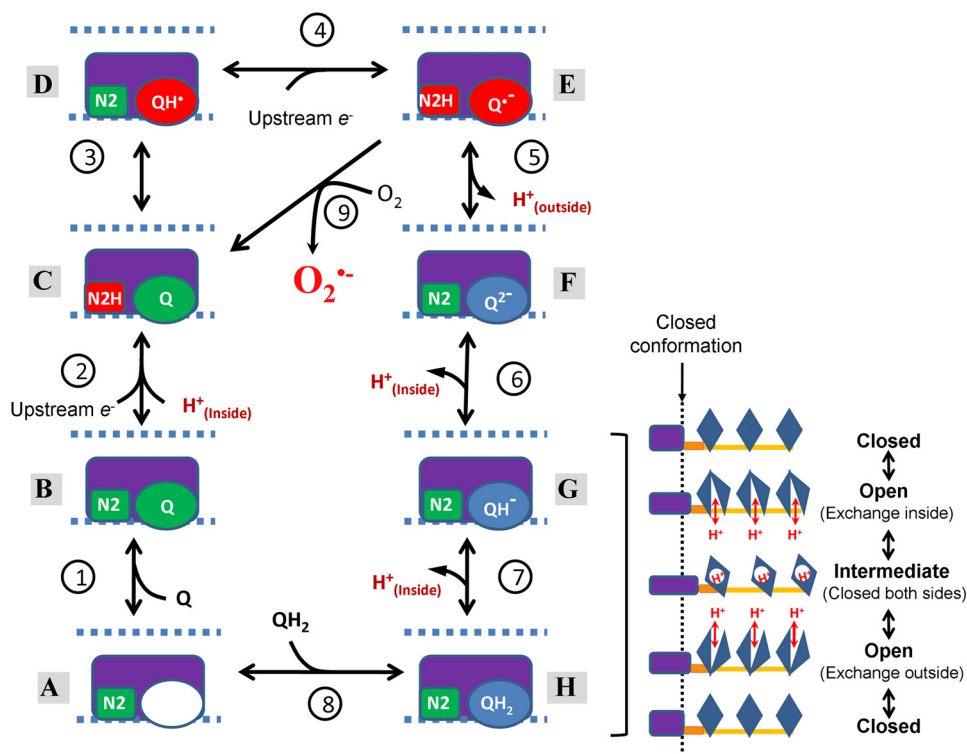 ④
D
E
N2
QH•
N2H
Q•-
Upstream e-
③
⑤
H+(outside)
O2
⑨
O2•-
C
F
N2H
Q
N2
Q2-
Closed
conformation
②
⑥
Upstream e-
H+(Inside)
H+(Inside)
B
G
N2
Q
N2
QH-
Closed
Open
(Exchange inside)
H+
H+
H+
①
Q
H+(Inside)
⑦
Intermediate
(Closed both sides)
H+
H+
H+
H+
H+
H+
QH2
Open
(Exchange outside)
A
H
N2
N2
QH2
⑧
Closed